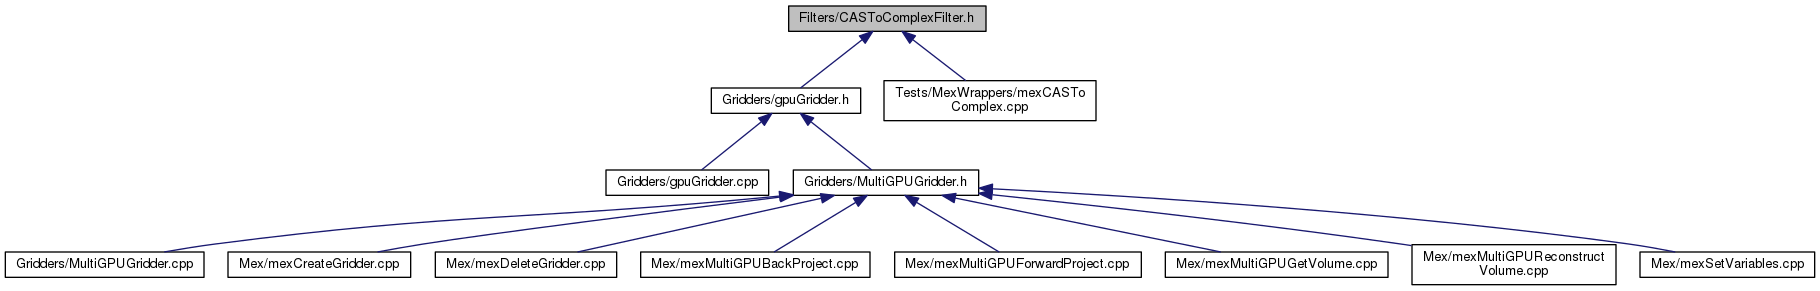 Filters/CASToComplexFilter.h
Gridders/gpuGridder.h
Tests/MexWrappers/mexCASTo
Complex.cpp
Gridders/gpuGridder.cpp
Gridders/MultiGPUGridder.h
Gridders/MultiGPUGridder.cpp
Mex/mexCreateGridder.cpp
Mex/mexDeleteGridder.cpp
Mex/mexMultiGPUBackProject.cpp
Mex/mexMultiGPUForwardProject.cpp
Mex/mexMultiGPUGetVolume.cpp
Mex/mexMultiGPUReconstruct
Volume.cpp
Mex/mexSetVariables.cpp